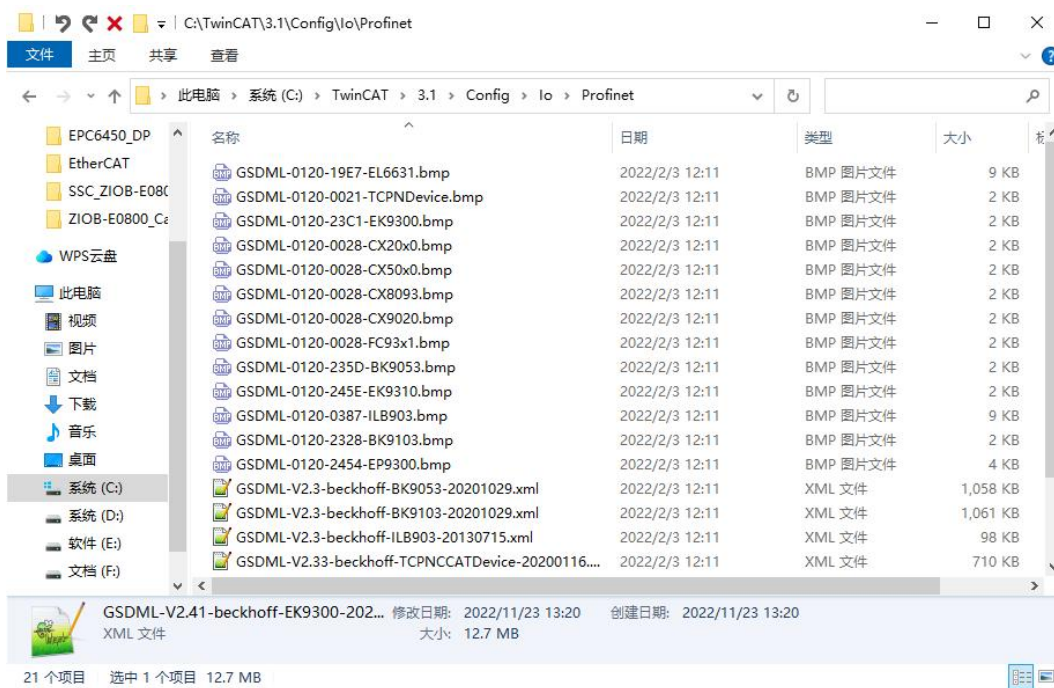 C:\TwinCAT\3.1\Config\Io\Profinet
文件 主页 共享 查看
此电脑 › 系统 (C:) › TwinCAT › 3.1 › Config › Io › Profinet
名称 日期 类型 大小
EPC6450_DP
EtherCAT
SSC_ZIOB-E080
ZIOB-E0800_Ca
WPS云盘
此电脑
视频
图片
文档
下载
音乐
桌面
系统 (C:)
系统 (D:)
软件 (E:)
文档 (F:)
GSDML-0120-19E7-EL6631.bmp 2022/2/3 12:11 BMP 图片文件 9 KB
GSDML-0120-0021-TCPNDevice.bmp 2022/2/3 12:11 BMP 图片文件 2 KB
GSDML-0120-23C1-EK9300.bmp 2022/2/3 12:11 BMP 图片文件 2 KB
GSDML-0120-0028-CX20x0.bmp 2022/2/3 12:11 BMP 图片文件 2 KB
GSDML-0120-0028-CX50x0.bmp 2022/2/3 12:11 BMP 图片文件 2 KB
GSDML-0120-0028-CX8093.bmp 2022/2/3 12:11 BMP 图片文件 2 KB
GSDML-0120-0028-CX9020.bmp 2022/2/3 12:11 BMP 图片文件 2 KB
GSDML-0120-0028-FC93x1.bmp 2022/2/3 12:11 BMP 图片文件 2 KB
GSDML-0120-235D-BK9053.bmp 2022/2/3 12:11 BMP 图片文件 2 KB
GSDML-0120-245E-EK9310.bmp 2022/2/3 12:11 BMP 图片文件 2 KB
GSDML-0120-0387-ILB903.bmp 2022/2/3 12:11 BMP 图片文件 9 KB
GSDML-0120-2328-BK9103.bmp 2022/2/3 12:11 BMP 图片文件 2 KB
GSDML-0120-2454-EP9300.bmp 2022/2/3 12:11 BMP 图片文件 4 KB
GSDML-V2.3-beckhoff-BK9053-20201029.xml 2022/2/3 12:11 XML 文件 1,058 KB
GSDML-V2.3-beckhoff-BK9103-20201029.xml 2022/2/3 12:11 XML 文件 1,061 KB
GSDML-V2.3-beckhoff-ILB903-20130715.xml 2022/2/3 12:11 XML 文件 98 KB
GSDML-V2.33-beckhoff-TCPNCCATDevice-20200116.... 2022/2/3 12:11 XML 文件 710 KB
GSDML-V2.41-beckhoff-EK9300-202... 修改日期: 2022/11/23 13:20 创建日期: 2022/11/23 13:20
XML 文件 大小: 12.7 MB
21 个项目 选中 1 个项目 12.7 MB